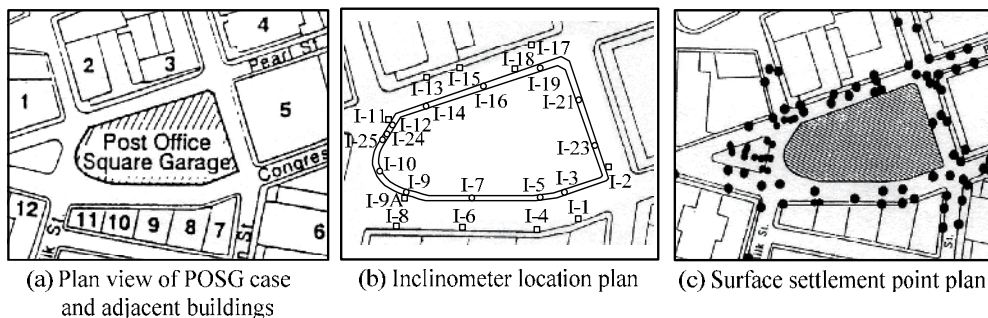 4
2
3
Pearl St.
1
5
Post Office
Square Garage
Congres
12
11 10 9 8 7
ik St.
n St.
6
(a) Plan view of POSG case
and adjacent buildings
I-17
I-18
I-15
I-13
I-19
I-16
I-21
I-14
I-11
I-12
I-25
I-24
I-23
I-10
I-2
I-9
I-7
I-5
I-3
I-9A
I-8
I-6
I-4
I-1
(b) Inclinometer location plan
St.
St.
(c) Surface settlement point plan